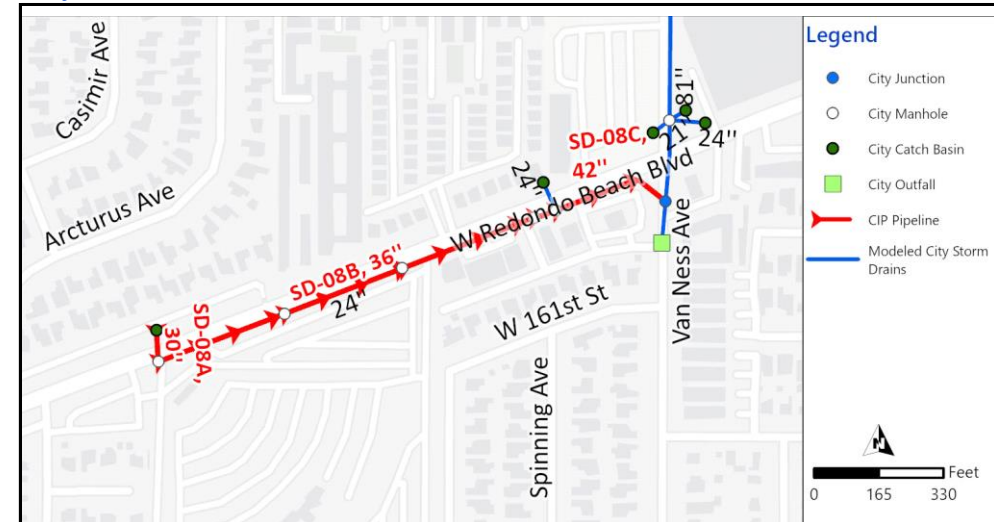 Casimir Ave
Arcturus Ave
SD-08A,
30''
SD-08B, 36''
24''
24''
SD-08C,
42''
W Redondo Beach Blvd
21''
81''
24''
W 161st St
Spinning Ave
Van Ness Ave
Legend
City Junction
City Manhole
City Catch Basin
City Outfall
CIP Pipeline
Modeled City Storm
Drains
N
Feet
0 165 330